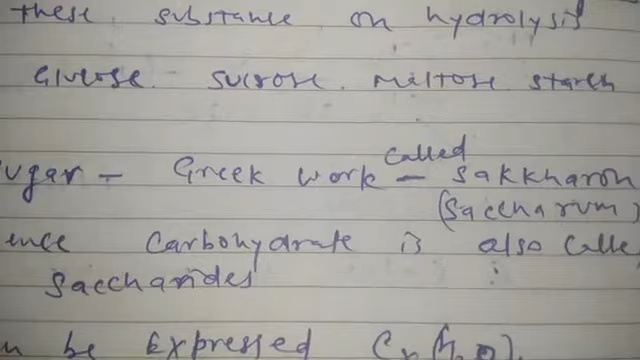 These substance on hydrolysis
Glucose. Sucrose. Maltose starch
ugar - Greek work called - Sakkharon
(Saccharum)
ence Carbohydrate is also calle
Saccharides
n be Expressed